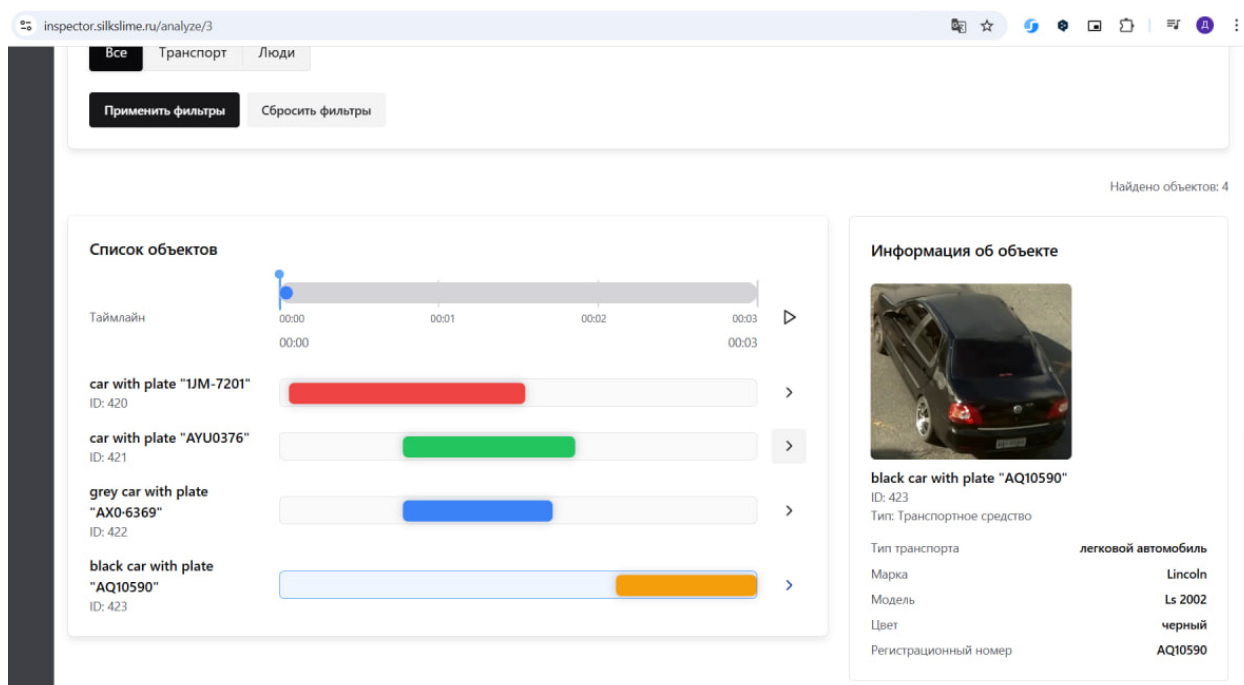 inspector.silkslime.ru/analyze/3
Д
Все Транспорт Люди
Применить фильтры Сбросить фильтры
Найдено объектов: 4
Список объектов
Таймлайн
00:00 00:01 00:02 00:03
00:00 00:03
car with plate "1JM-7201"
ID: 420
car with plate "AYU0376"
ID: 421
grey car with plate
"AX0·6369"
ID: 422
black car with plate
"AQ10590"
ID: 423
Информация об объекте
black car with plate "AQ10590"
ID: 423
Тип: Транспортное средство
Тип транспорта легковой автомобиль
Марка Lincoln
Модель Ls 2002
Цвет черный
Регистрационный номер AQ10590